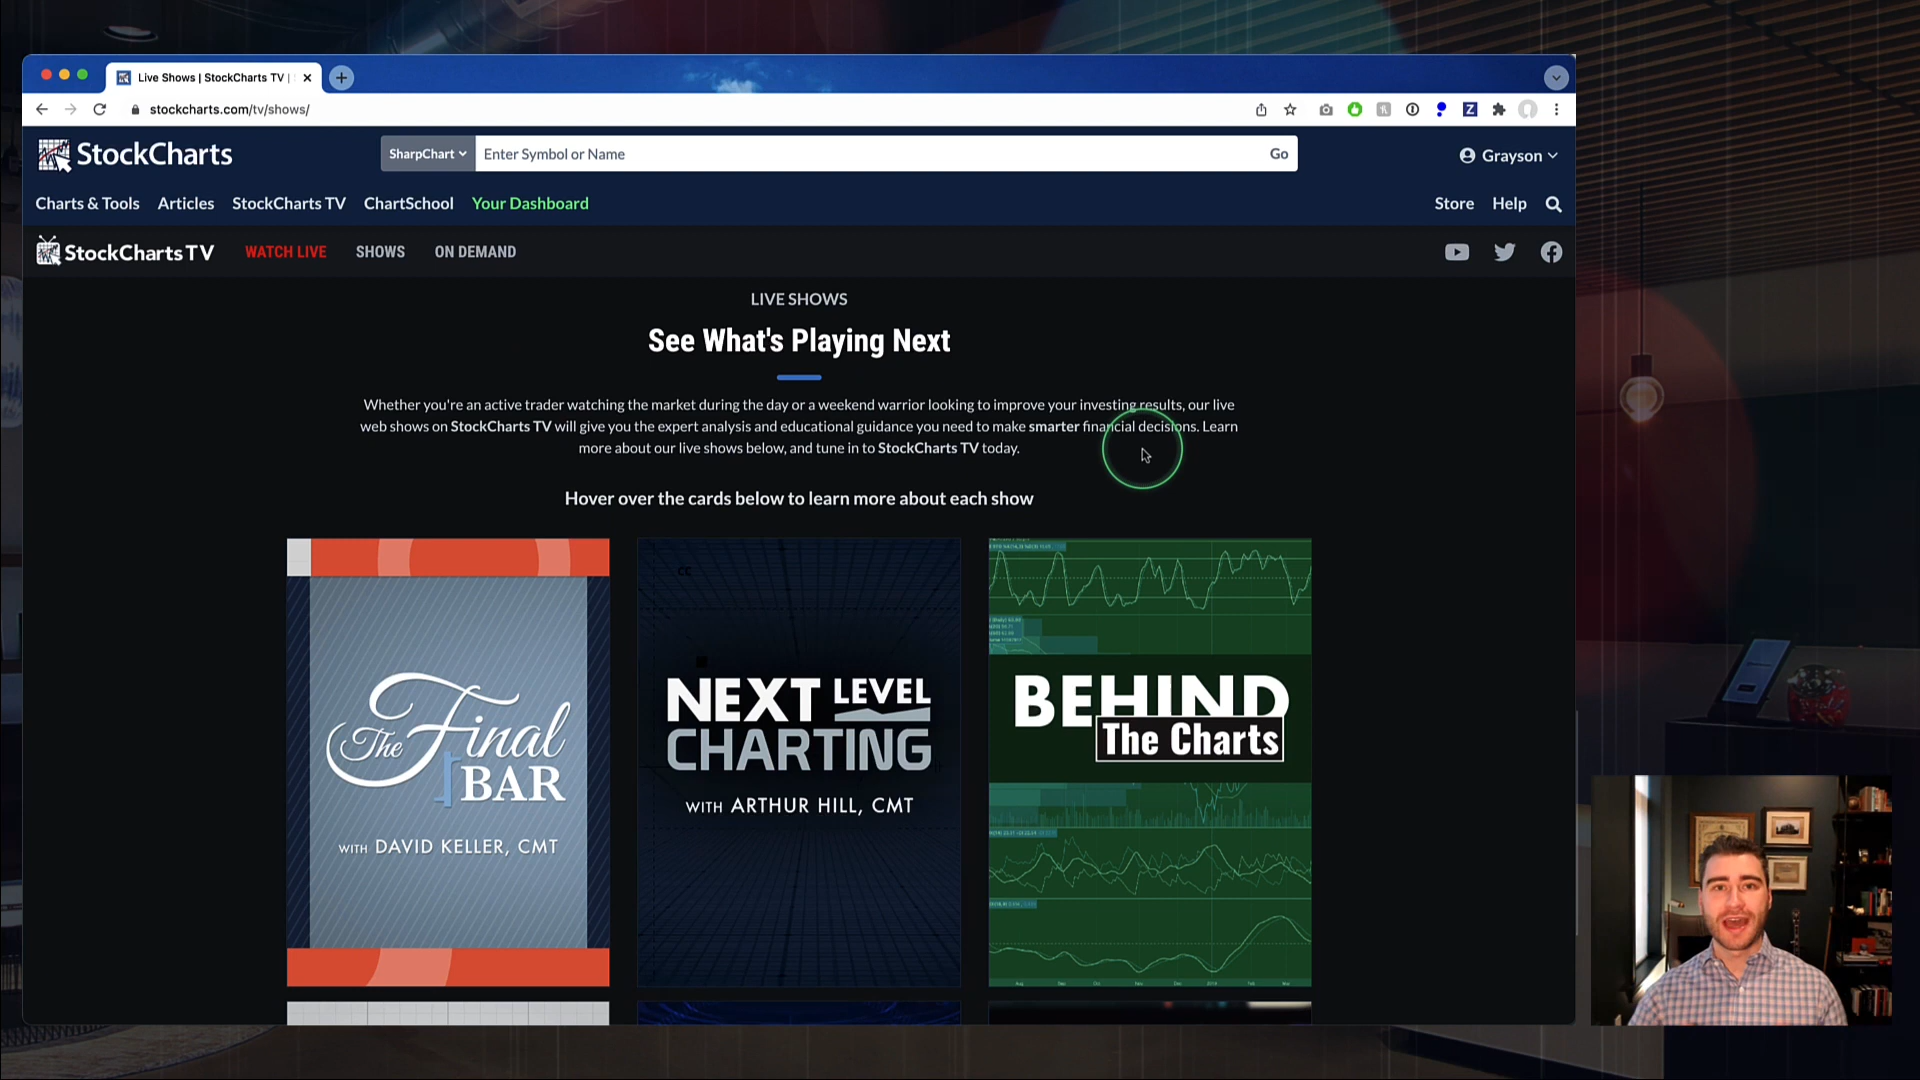 Live Shows | StockCharts TV |
stockcharts.com/tv/shows/
StockCharts
SharpChart
Enter Symbol or Name
Go
Grayson
Charts & Tools
Articles
StockCharts TV
ChartSchool
Your Dashboard
Store
Help
StockCharts TV
WATCH LIVE
SHOWS
ON DEMAND
LIVE SHOWS
See What's Playing Next
Whether you're an active trader watching the market during the day or a weekend warrior looking to improve your investing results, our live
web shows on StockCharts TV will give you the expert analysis and educational guidance you need to make smarter financial decisions. Learn
more about our live shows below, and tune in to StockCharts TV today.
Hover over the cards below to learn more about each show
The Final
BAR
WITH DAVID KELLER, CMT
NEXT LEVEL
CHARTING
WITH ARTHUR HILL, CMT
BEHIND
The Charts